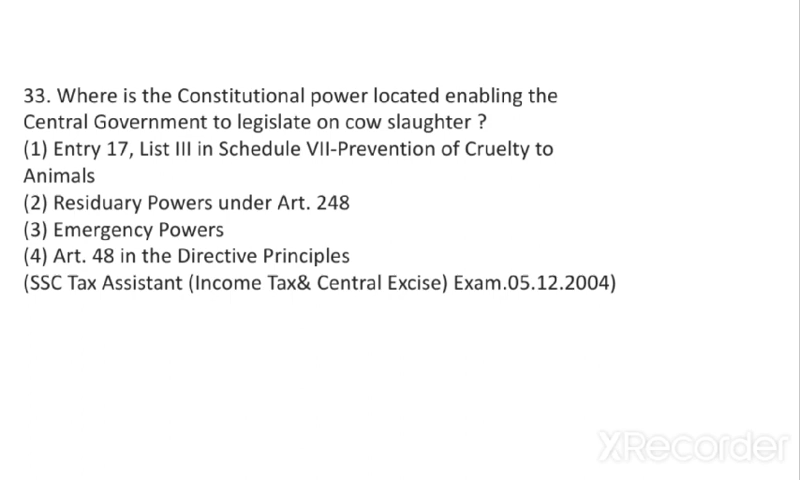 33. Where is the Constitutional power located enabling the
Central Government to legislate on cow slaughter ?
(1) Entry 17, List III in Schedule VII-Prevention of Cruelty to
Animals
(2) Residuary Powers under Art. 248
(3) Emergency Powers
(4) Art. 48 in the Directive Principles
(SSC Tax Assistant (Income Tax& Central Excise) Exam.05.12.2004)
XRecorder